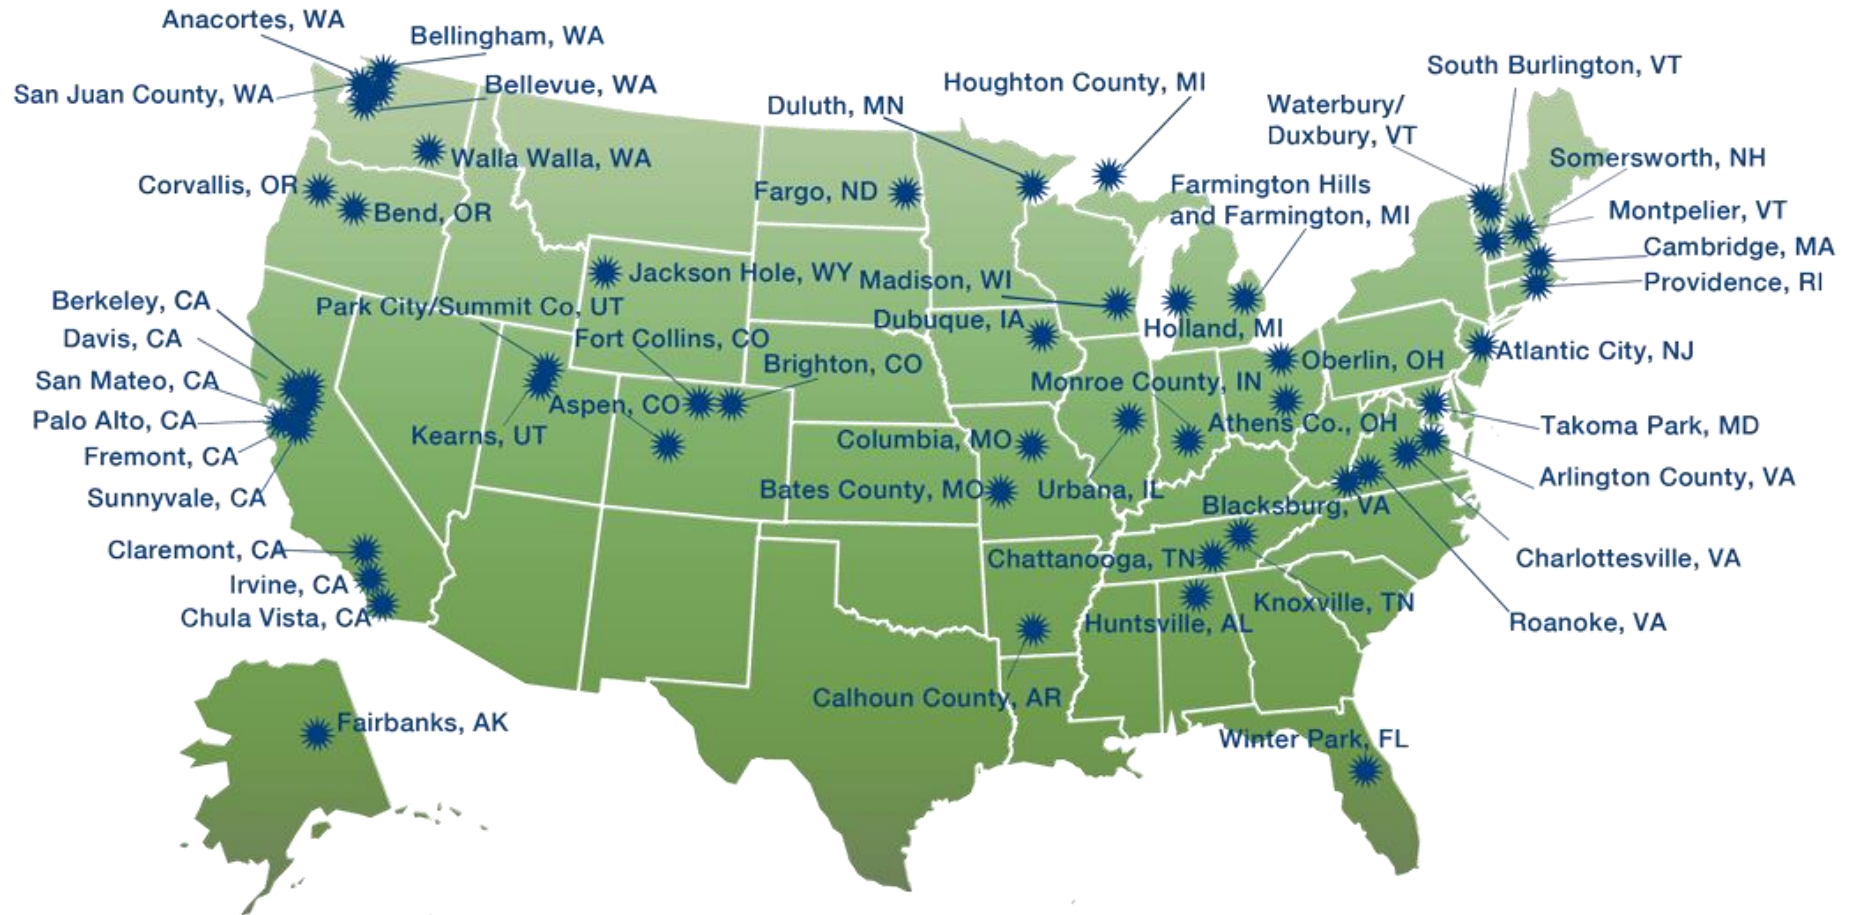 Anacortes, WA
Bellingham, WA
San Juan County, WA
Bellevue, WA
Walla Walla, WA
Corvallis, OR
Bend, OR
Berkeley, CA
Davis, CA
San Mateo, CA
Palo Alto, CA
Fremont, CA
Sunnyvale, CA
Claremont, CA
Irvine, CA
Chula Vista, CA
Fairbanks, AK
Jackson Hole, WY
Park City/Summit Co, UT
Kearns, UT
Fort Collins, CO
Brighton, CO
Aspen, CO
Fargo, ND
Duluth, MN
Houghton County, MI
Madison, WI
Dubuque, IA
Farmington Hills
and Farmington, MI
Holland, MI
Monroe County, IN
Oberlin, OH
Athens Co., OH
Columbia, MO
Bates County, MO
Urbana, IL
Blacksburg, VA
Chattanooga, TN
Knoxville, TN
Huntsville, AL
Calhoun County, AR
Winter Park, FL
South Burlington, VT
Waterbury/
Duxbury, VT
Somersworth, NH
Montpelier, VT
Cambridge, MA
Providence, RI
Atlantic City, NJ
Takoma Park, MD
Arlington County, VA
Charlottesville, VA
Roanoke, VA